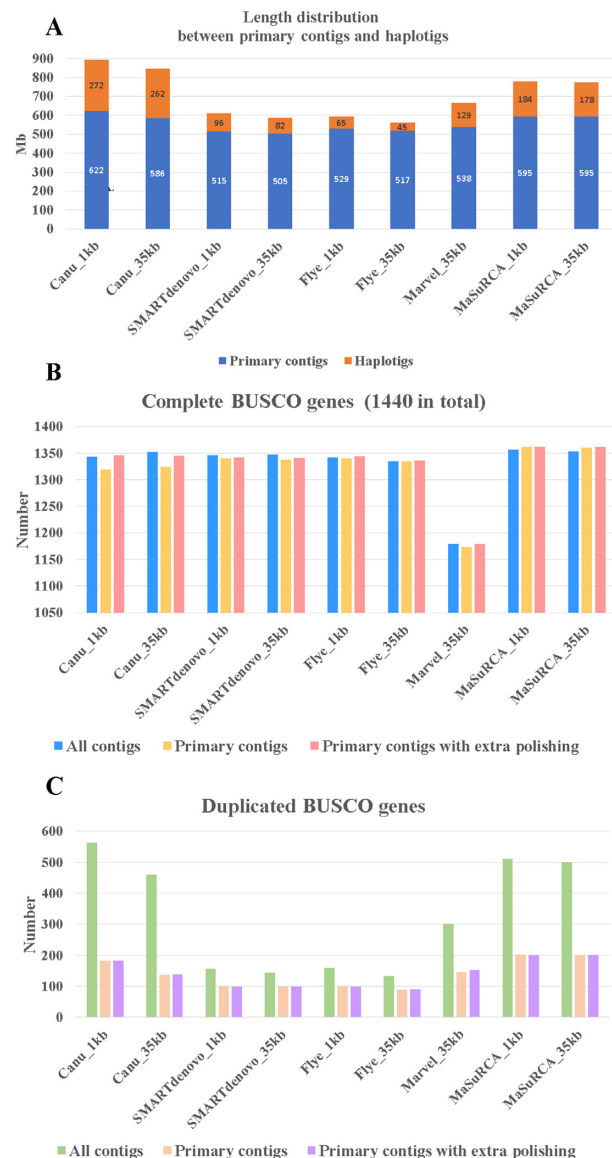 A
Length distribution
between primary contigs and haplotigs
900
800
700
600
500
400
300
200
100
0
Mb
272
262
96
82
65
45
129
184
178
622
586
515
505
529
517
538
595
595
A.
Canu_1kb
Canu_35kb
SMARTdenovo_1kb
SMARTdenovo_35kb
Flye_1kb
Flye_35kb
Marvel_35kb
MaSuRCA_1kb
MaSuRCA_35kb
Primary contigs
Haplotigs
B
Complete BUSCO genes (1440 in total)
1400
1350
1300
1250
1200
1150
1100
1050
Number
Canu_1kb
Canu_35kb
SMARTdenovo_1kb
SMARTdenovo_35kb
Flye_1kb
Flye_35kb
Marvel_35kb
MaSuRCA_1kb
MaSuRCA_35kb
All contigs
Primary contigs
Primary contigs with extra polishing
C
Duplicated BUSCO genes
600
500
400
300
200
100
0
Number
Canu_1kb
Canu_35kb
SMARTdenovo_1kb
SMARTdenovo_35kb
Flye_1kb
Flye_35kb
Marvel_35kb
MaSuRCA_1kb
MaSuRCA_35kb
All contigs
Primary contigs
Primary contigs with extra polishing